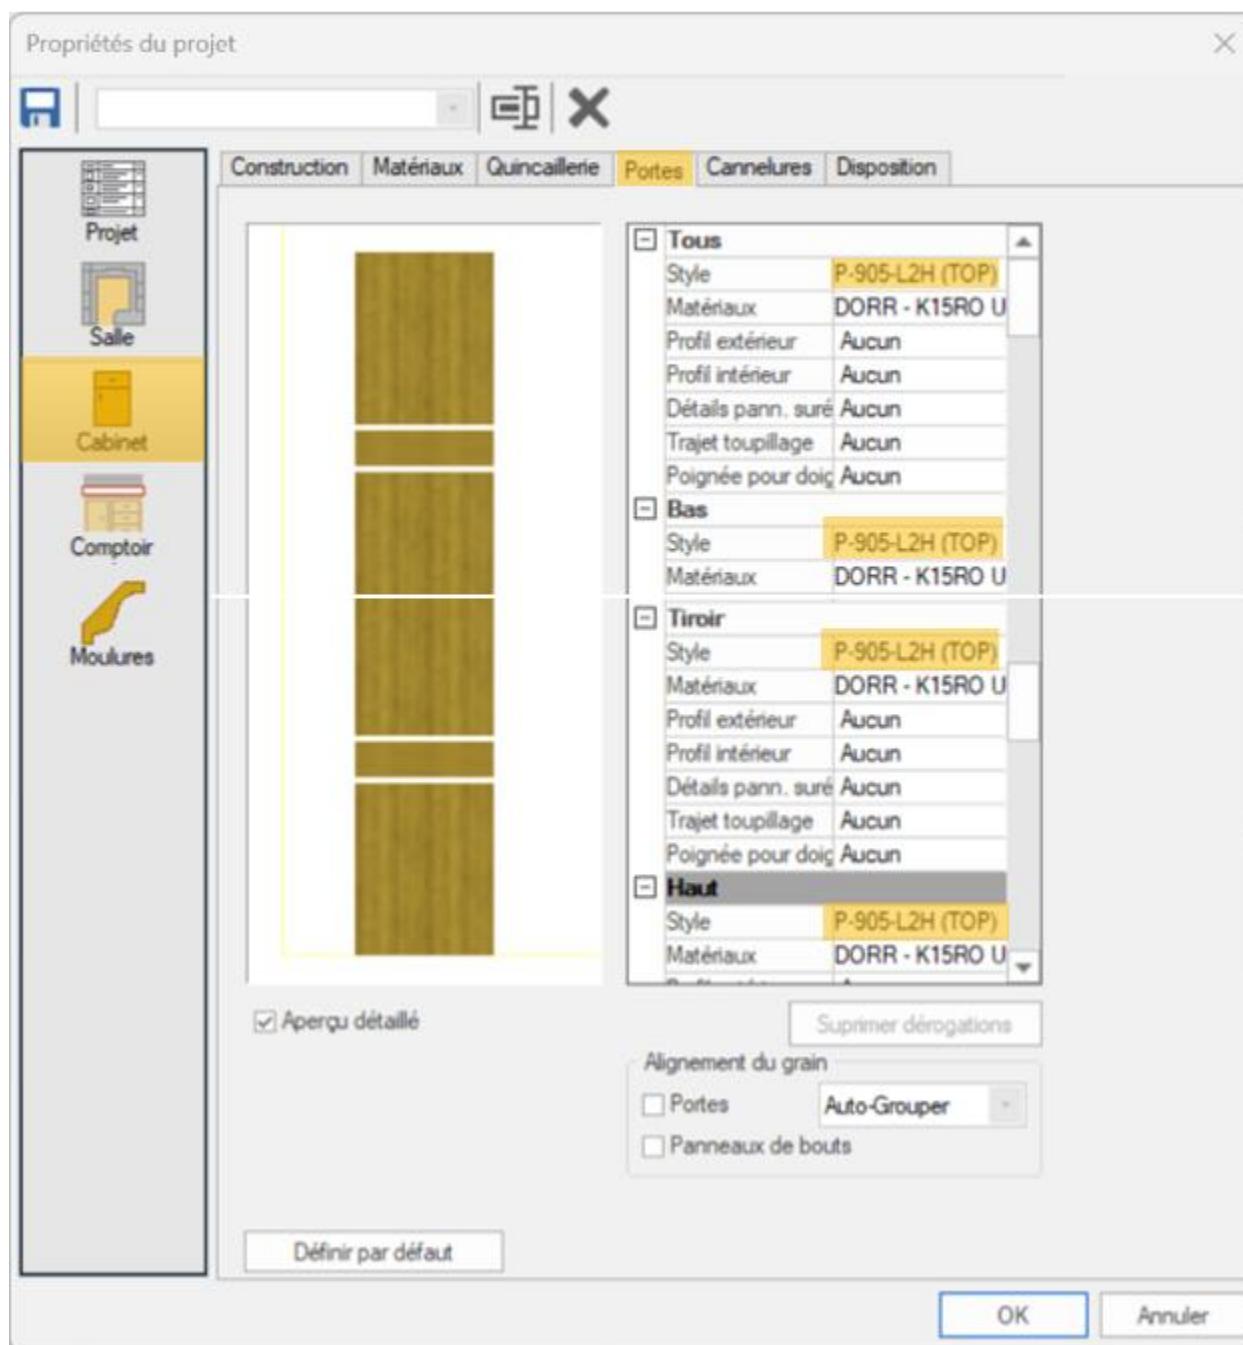 Propriétés du projet
Projet
Salle
Cabinet
Comptoir
Moulures
Construction Matériaux Quincaillerie Portes Cannelures Disposition
Tous
Style P-905-L2H (TOP)
Matériaux DORR - K15RO U
Profil extérieur Aucun
Profil intérieur Aucun
Détails pann. suré Aucun
Trajet toupillage Aucun
Poignée pour doig Aucun
Bas
Style P-905-L2H (TOP)
Matériaux DORR - K15RO U
Tiroir
Style P-905-L2H (TOP)
Matériaux DORR - K15RO U
Profil extérieur Aucun
Profil intérieur Aucun
Détails pann. suré Aucun
Trajet toupillage Aucun
Poignée pour doig Aucun
Haut
Style P-905-L2H (TOP)
Matériaux DORR - K15RO U
Aperçu détaillé
Suprimer dérogations
Alignement du grain
Portes Auto-Grouper
Panneaux de bouts
Définir par défaut
OK Annuler